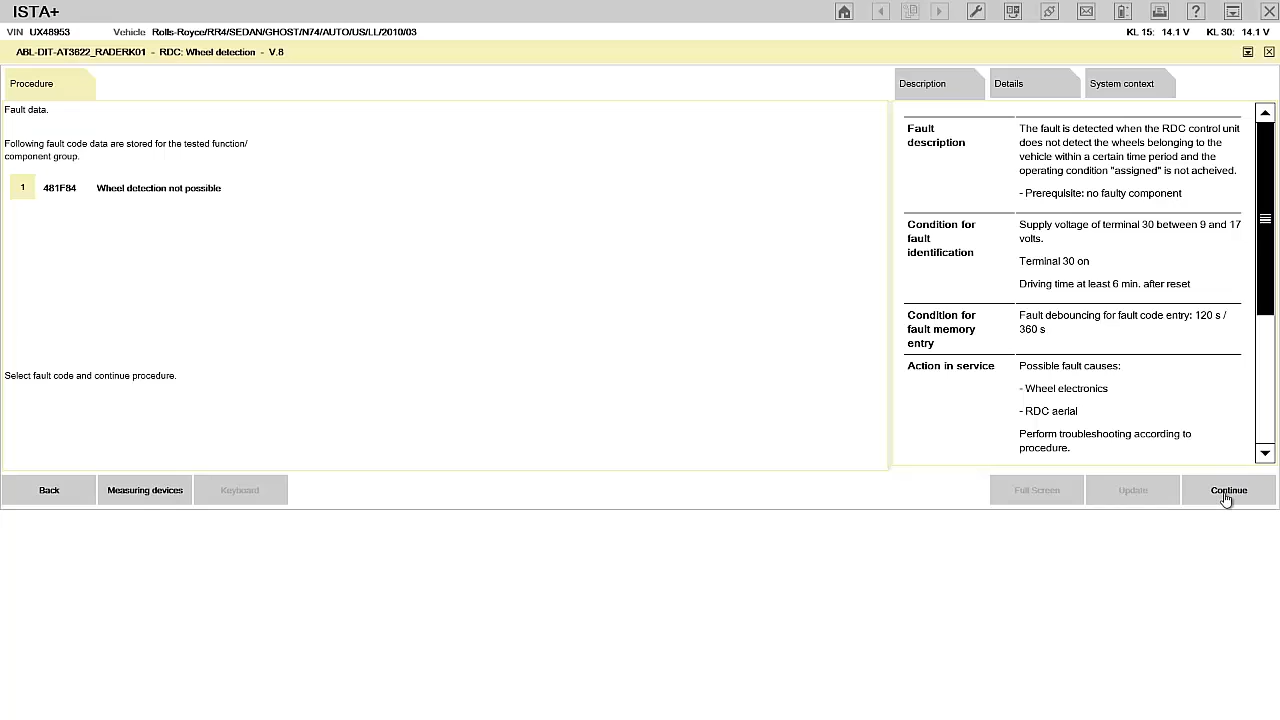 ISTA+
VIN UX48953 Vehicle Rolls-Royce/RR4/SEDAN/GHOST/N74/AUTO/US/LL/2010/03 KL 15: 14.1 V KL 30: 14.1 V
ABL-DIT-AT3622_RADERK01 - RDC: Wheel detection - V.6
Procedure
Fault data.
Following fault code data are stored for the tested function/
component group.
1 481F84 Wheel detection not possible
Select fault code and continue procedure.
Description Details System context
Fault
description
The fault is detected when the RDC control unit
does not detect the wheels belonging to the
vehicle within a certain time period and the
operating condition "assigned" is not acheived.
- Prerequisite: no faulty component
Condition for
fault
identification
Supply voltage of terminal 30 between 9 and 17
volts.
Terminal 30 on
Driving time at least 6 min. after reset
Condition for
fault memory
entry
Fault debouncing for fault code entry: 120 s /
360 s
Action in service
Possible fault causes:
- Wheel electronics
- RDC aerial
Perform troubleshooting according to
procedure.
Back Measuring devices Keyboard Full Screen Update Continue